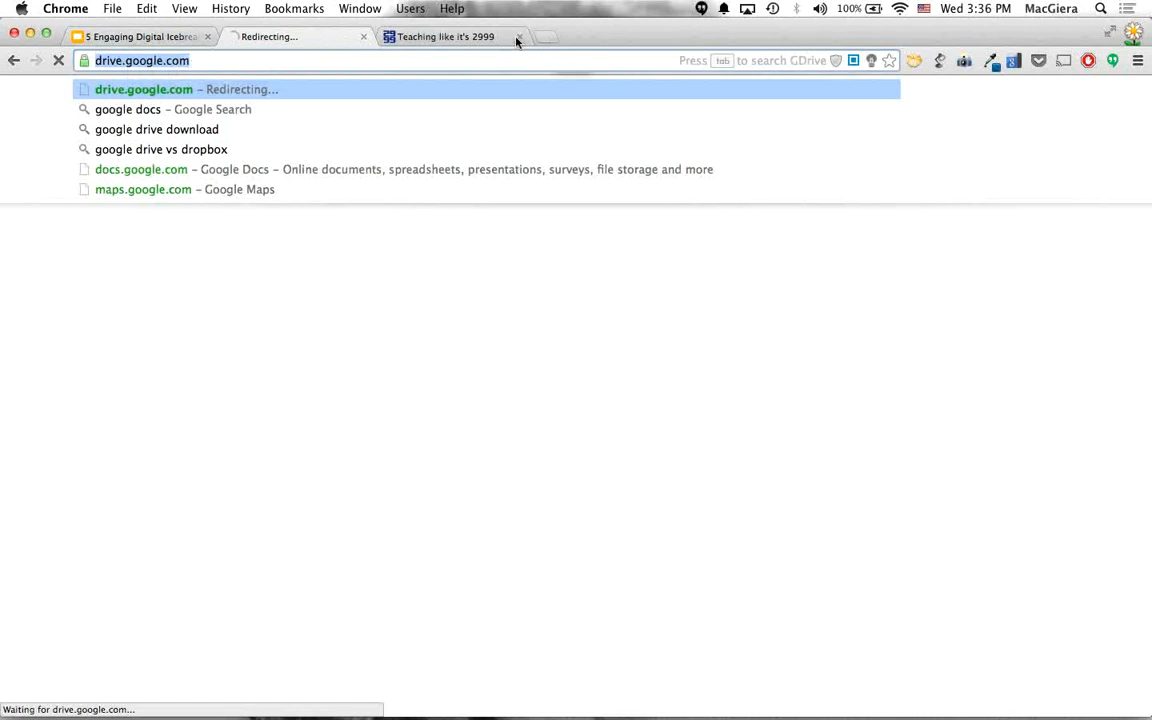 Chrome File Edit View History Bookmarks Window Users Help 100% Wed 3:36 PM MacGiera
5 Engaging Digital Icebrea Redirecting... Teaching like it's 2999
drive.google.com Press tab to search GDrive
drive.google.com – Redirecting...
google docs – Google Search
google drive download
google drive vs dropbox
docs.google.com – Google Docs – Online documents, spreadsheets, presentations, surveys, file storage and more
maps.google.com – Google Maps
Waiting for drive.google.com...